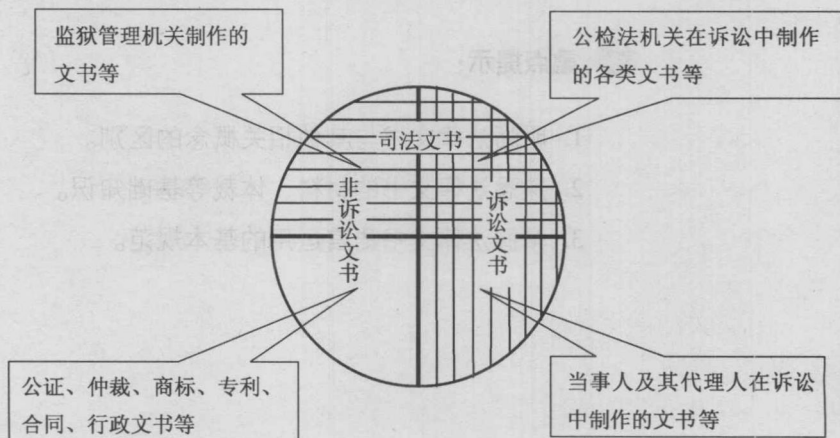 监狱管理机关制作的
文书等
公检法机关在诉讼中制作
的各类文书等
司法文书
非诉讼文书
诉讼文书
公证、仲裁、商标、专利、
合同、行政文书等
当事人及其代理人在诉讼
中制作的文书等